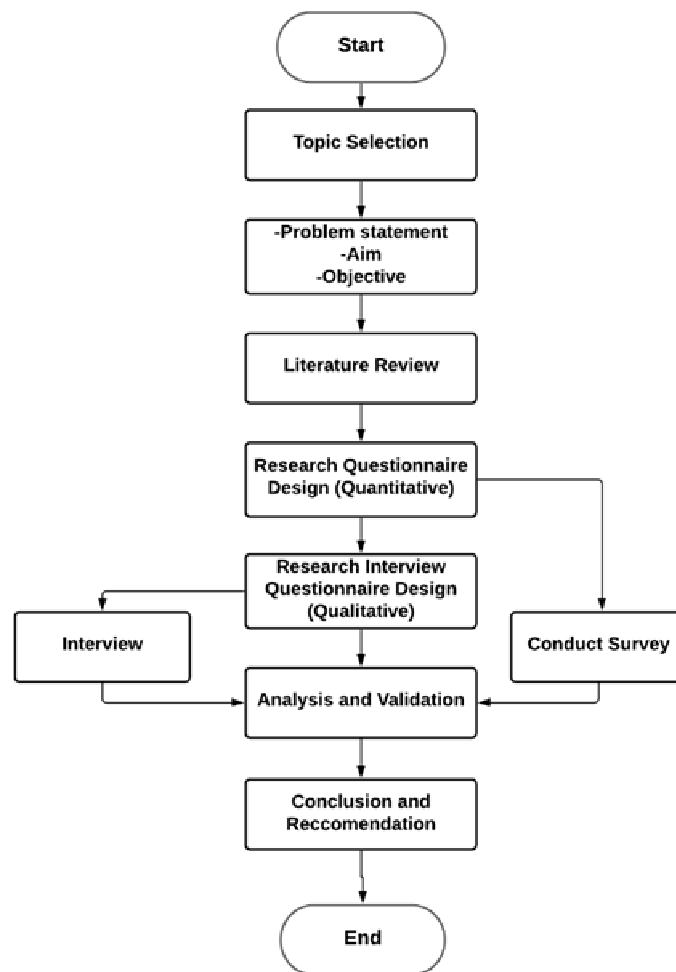 Start
Topic Selection
-Problem statement
-Aim
-Objective
Literature Review
Research Questionnaire
Design (Quantitative)
Research Interview
Questionnaire Design
(Qualitative)
Interview
Conduct Survey
Analysis and Validation
Conclusion and
Reccomendation
End